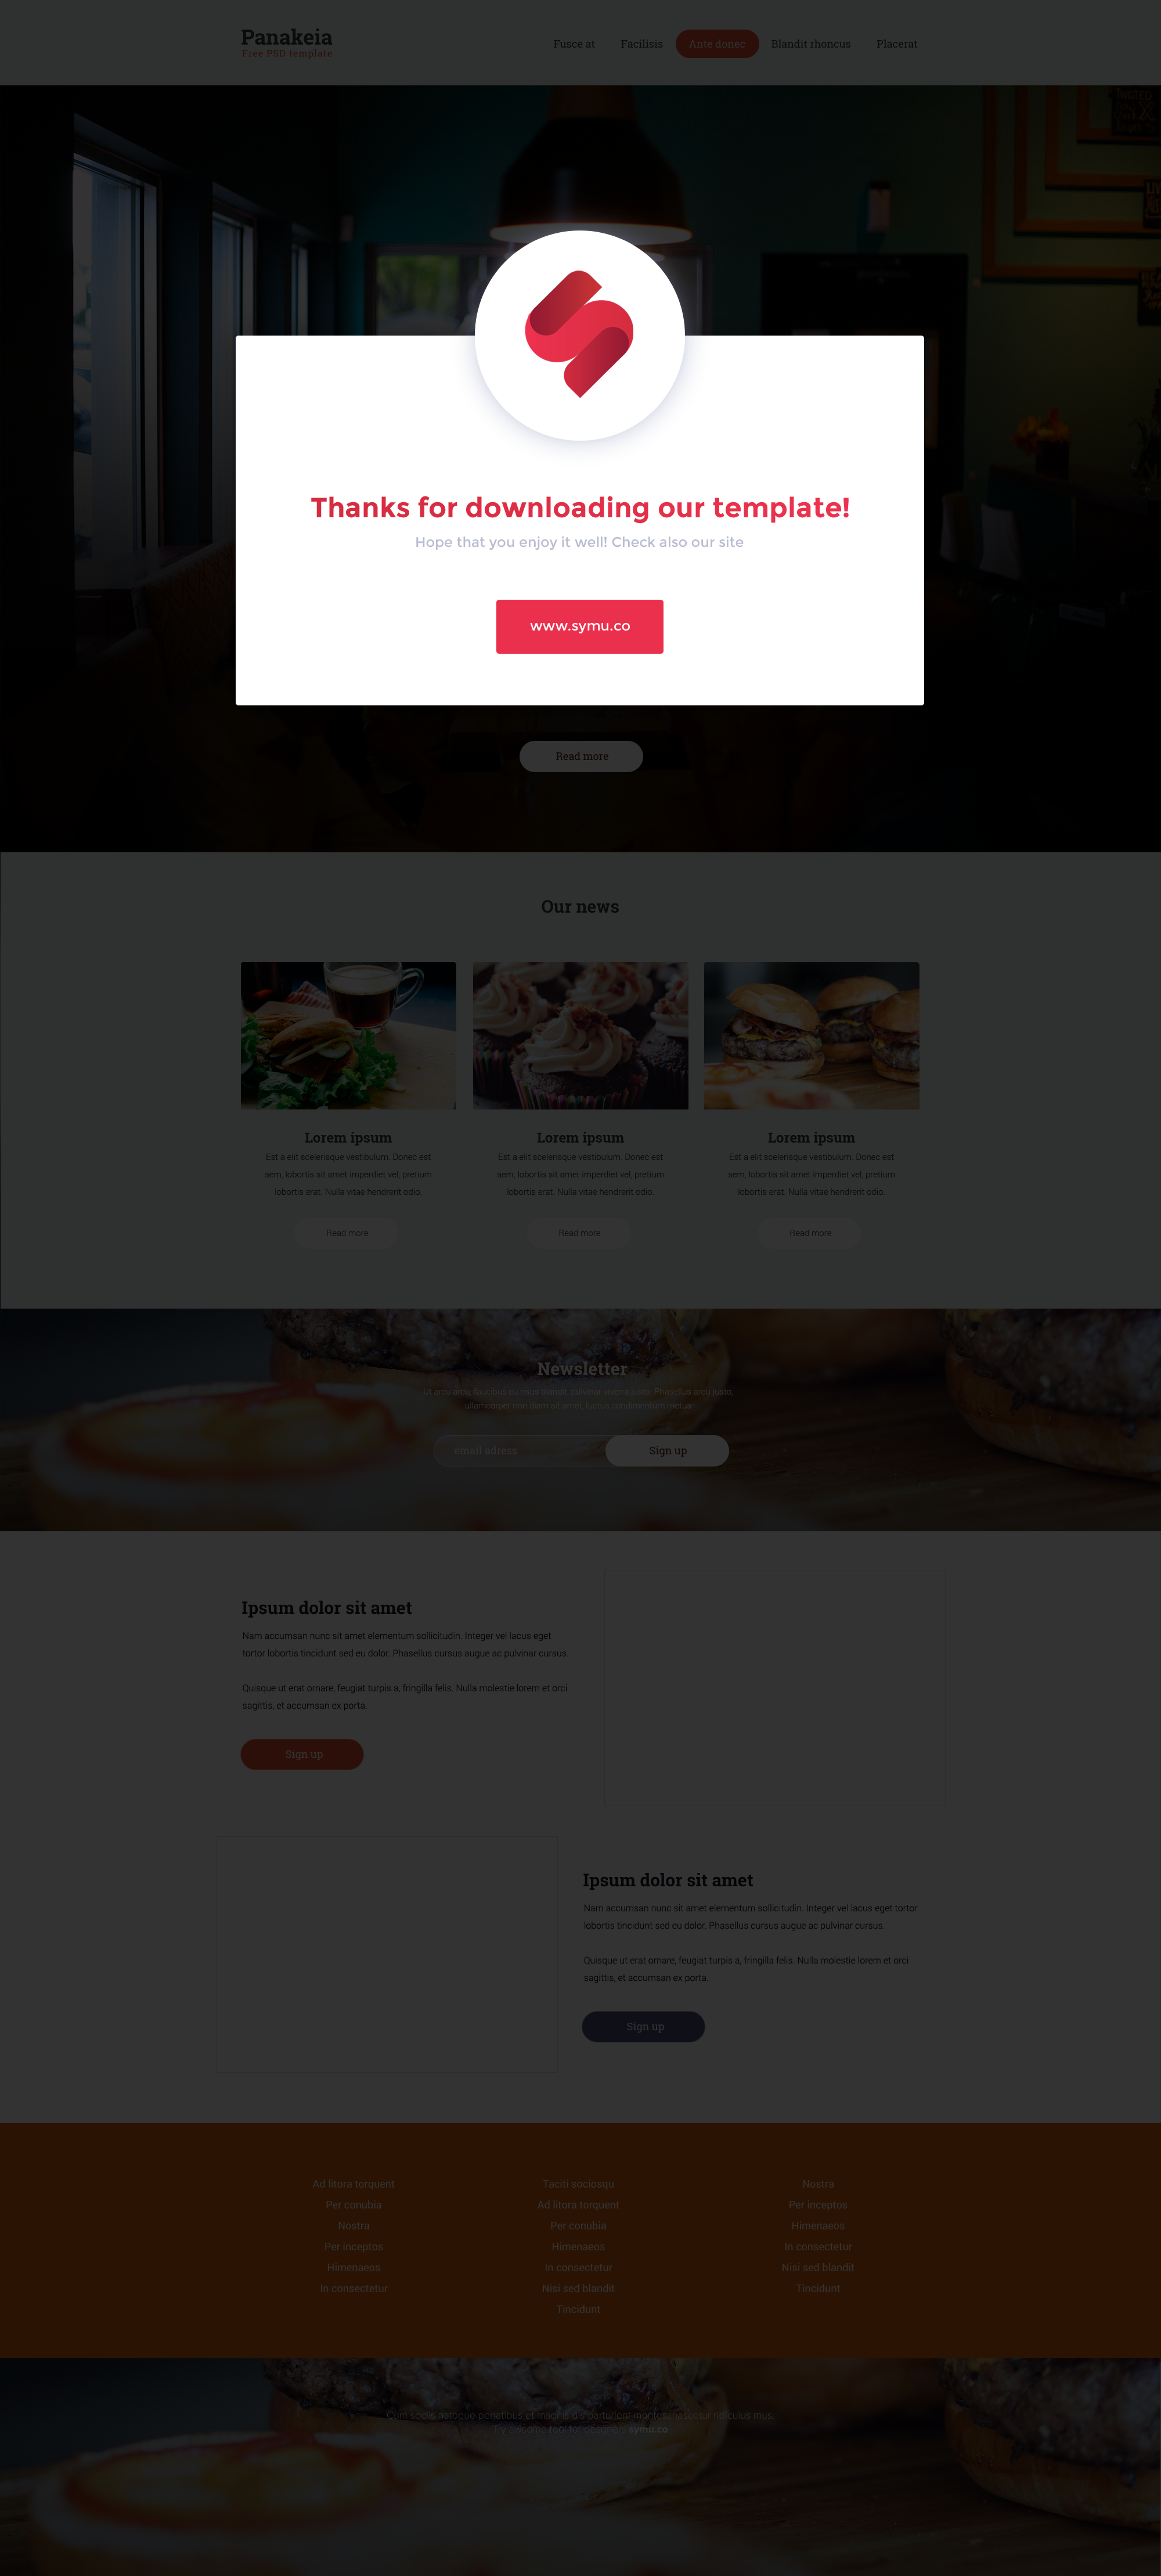 Panakeia
Free PSD template
Fusce at
Facilisis
Ante donec
Blandit rhoncus
Placerat
Thanks for downloading our template!
Hope that you enjoy it well! Check also our site
www.symu.co
Read more
Our news
Lorem ipsum
Est a elit scelerisque vestibulum. Donec est
sem, lobortis sit amet imperdiet vel, pretium
lobortis erat. Nulla vitae hendrerit odio.
Read more
Lorem ipsum
Est a elit scelerisque vestibulum. Donec est
sem, lobortis sit amet imperdiet vel, pretium
lobortis erat. Nulla vitae hendrerit odio.
Read more
Lorem ipsum
Est a elit scelerisque vestibulum. Donec est
sem, lobortis sit amet imperdiet vel, pretium
lobortis erat. Nulla vitae hendrerit odio.
Read more
Newsletter
Ut arcu arcu, faucibus eu risus blandit, pulvinar viverra justo. Phasellus arcu justo,
ullamcorper non diam sit amet, luctus condimentum metus.
email adress
Sign up
Ipsum dolor sit amet
Nam accumsan nunc sit amet elementum sollicitudin. Integer vel lacus eget
tortor lobortis tincidunt sed eu dolor. Phasellus cursus augue ac pulvinar cursus.
Quisque ut erat ornare, feugiat turpis a, fringilla felis. Nulla molestie lorem et orci
sagittis, et accumsan ex porta.
Sign up
Ipsum dolor sit amet
Nam accumsan nunc sit amet elementum sollicitudin. Integer vel lacus eget tortor
lobortis tincidunt sed eu dolor. Phasellus cursus augue ac pulvinar cursus.
Quisque ut erat ornare, feugiat turpis a, fringilla felis. Nulla molestie lorem et orci
sagittis, et accumsan ex porta.
Sign up
Ad litora torquent
Per conubia
Nostra
Per inceptos
Himenaeos
In consectetur
Taciti sociosqu
Ad litora torquent
Per conubia
Himenaeos
In consectetur
Nisi sed blandit
Tincidunt
Nostra
Per inceptos
Himenaeos
In consectetur
Nisi sed blandit
Tincidunt
Cum sociis natoque penatibus et magnis dis parturient montes, nascetur ridiculus mus.
symu.co